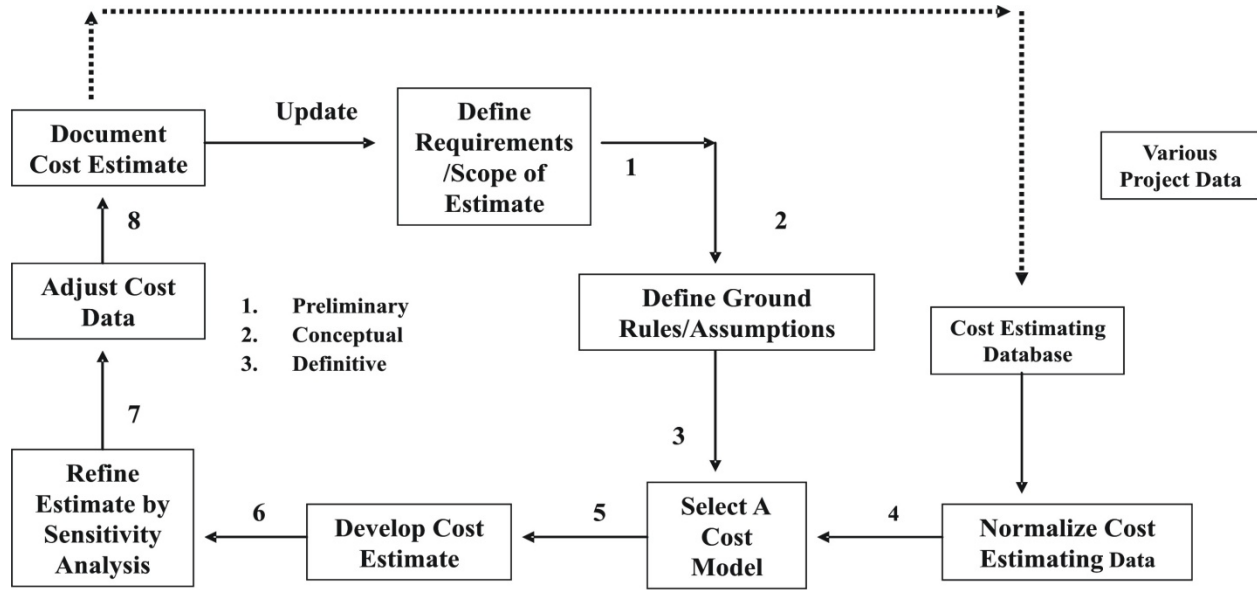 Document
Cost Estimate
Update
Define
Requirements
/Scope of
Estimate
1
Various
Project Data
2
8
Adjust Cost
Data
1. Preliminary
2. Conceptual
3. Definitive
Define Ground
Rules/Assumptions
Cost Estimating
Database
7
3
Refine
Estimate by
Sensitivity
Analysis
6
Develop Cost
Estimate
5
Select A
Cost
Model
4
Normalize Cost
Estimating Data